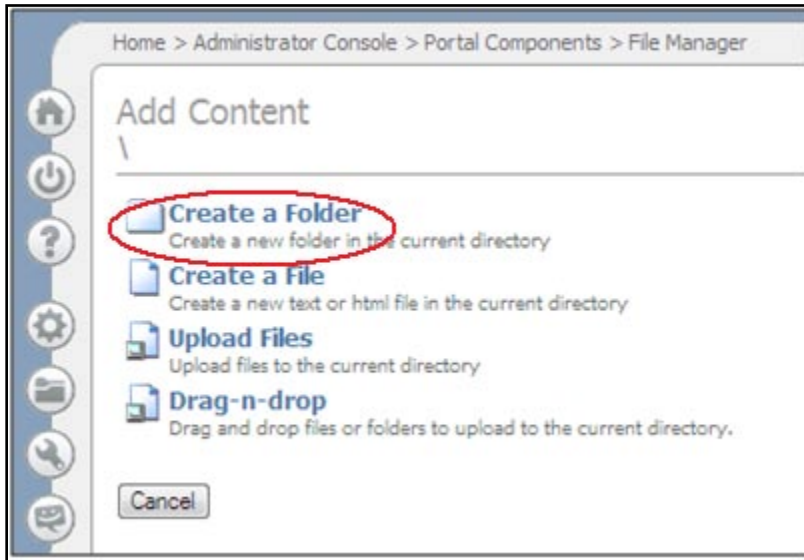 Home > Administrator Console > Portal Components > File Manager
Add Content
\
Create a Folder
Create a new folder in the current directory
Create a File
Create a new text or html file in the current directory
Upload Files
Upload files to the current directory
Drag-n-drop
Drag and drop files or folders to upload to the current directory.
Cancel